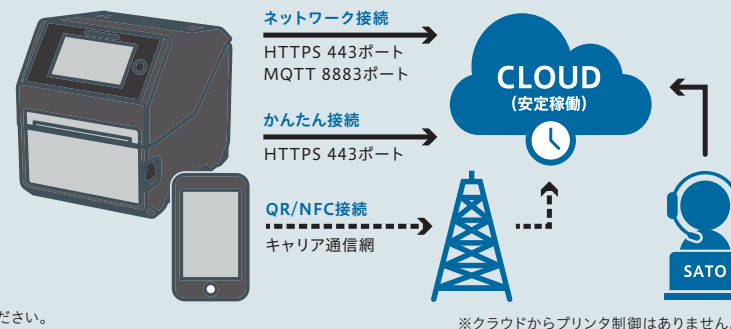 ネットワーク接続
HTTPS 443ポート
MQTT 8883ポート
かんたん接続
HTTPS 443ポート
QR/NFC接続
キャリア通信網
CLOUD
(安定稼働)
SATO
ださい。
※クラウドからプリンタ制御はありません。